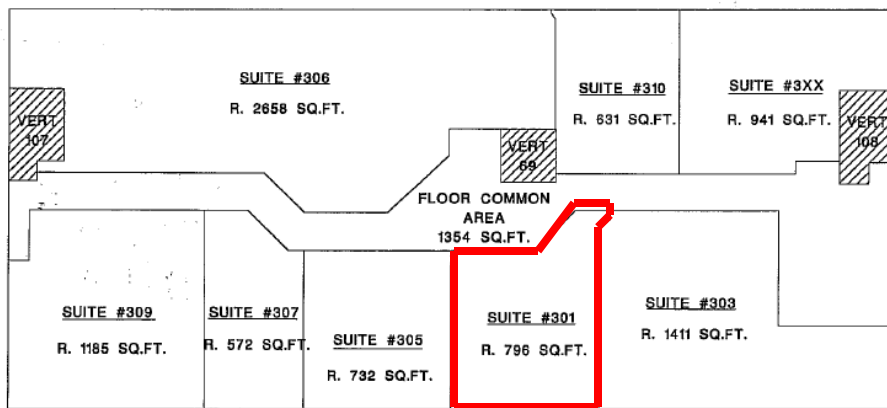 SUITE #306
R. 2658 SQ.FT.
SUITE #310
R. 631 SQ.FT.
SUITE #3XX
R. 941 SQ.FT.
VERT
107
VERT
69
VERT
108
FLOOR COMMON
AREA
1354 SQ.FT.
SUITE #309
R. 1185 SQ.FT.
SUITE #307
R. 572 SQ.FT.
SUITE #305
R. 732 SQ.FT.
SUITE #301
R. 796 SQ.FT.
SUITE #303
R. 1411 SQ.FT.